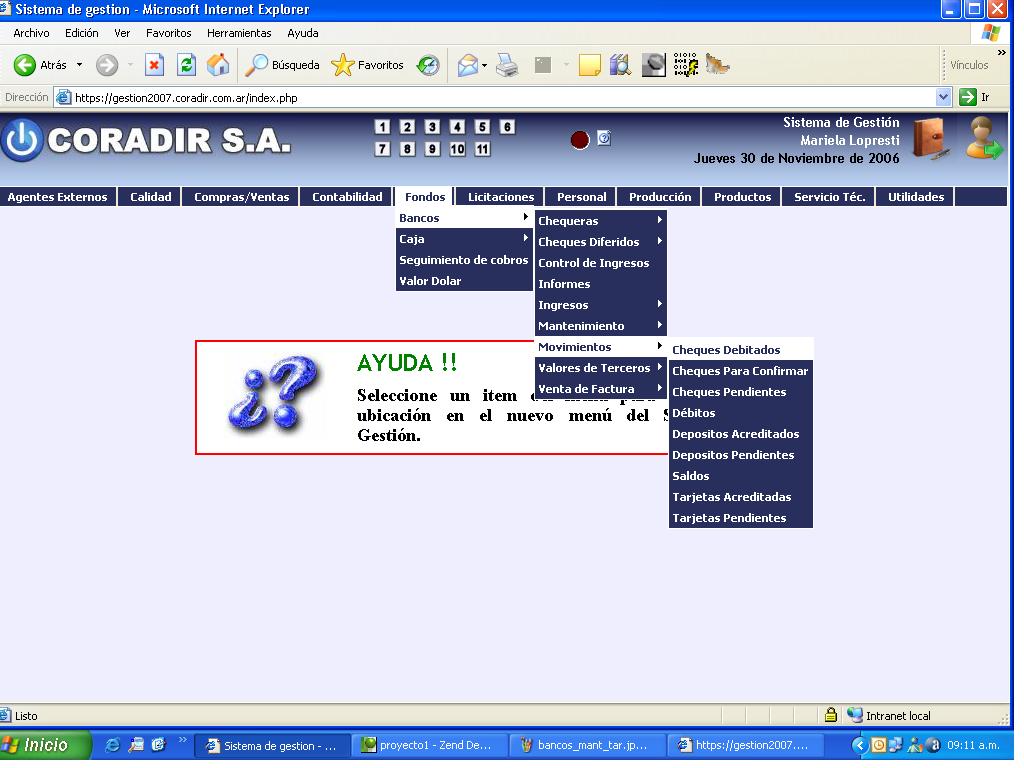 Sistema de gestion - Microsoft Internet Explorer
Archivo Edición Ver Favoritos Herramientas Ayuda
Atrás Búsqueda Favoritos Vínculos
Dirección https://gestion2007.coradir.com.ar/index.php Ir
CORADIR S.A.
1 2 3 4 5 6
7 8 9 10 11
Sistema de Gestión
Mariela Lopresti
Jueves 30 de Noviembre de 2006
Agentes Externos Calidad Compras/Ventas Contabilidad Fondos Licitaciones Personal Producción Productos Servicio Téc. Utilidades
Bancos
Caja
Seguimiento de cobros
Valor Dolar
Chequeras
Cheques Diferidos
Control de Ingresos
Informes
Ingresos
Mantenimiento
Movimientos
Valores de Terceros
Venta de Factura
Cheques Debitados
Cheques Para Confirmar
Cheques Pendientes
Débitos
Depositos Acreditados
Depositos Pendientes
Saldos
Tarjetas Acreditadas
Tarjetas Pendientes
AYUDA !!
Seleccione un item
ubicación en el nuevo menú del
Gestión.
Listo Intranet local
Inicio Sistema de gestion - ... proyecto1 - Zend De... bancos_mant_tar.jp... https://gestion2007.... 09:11 a.m.